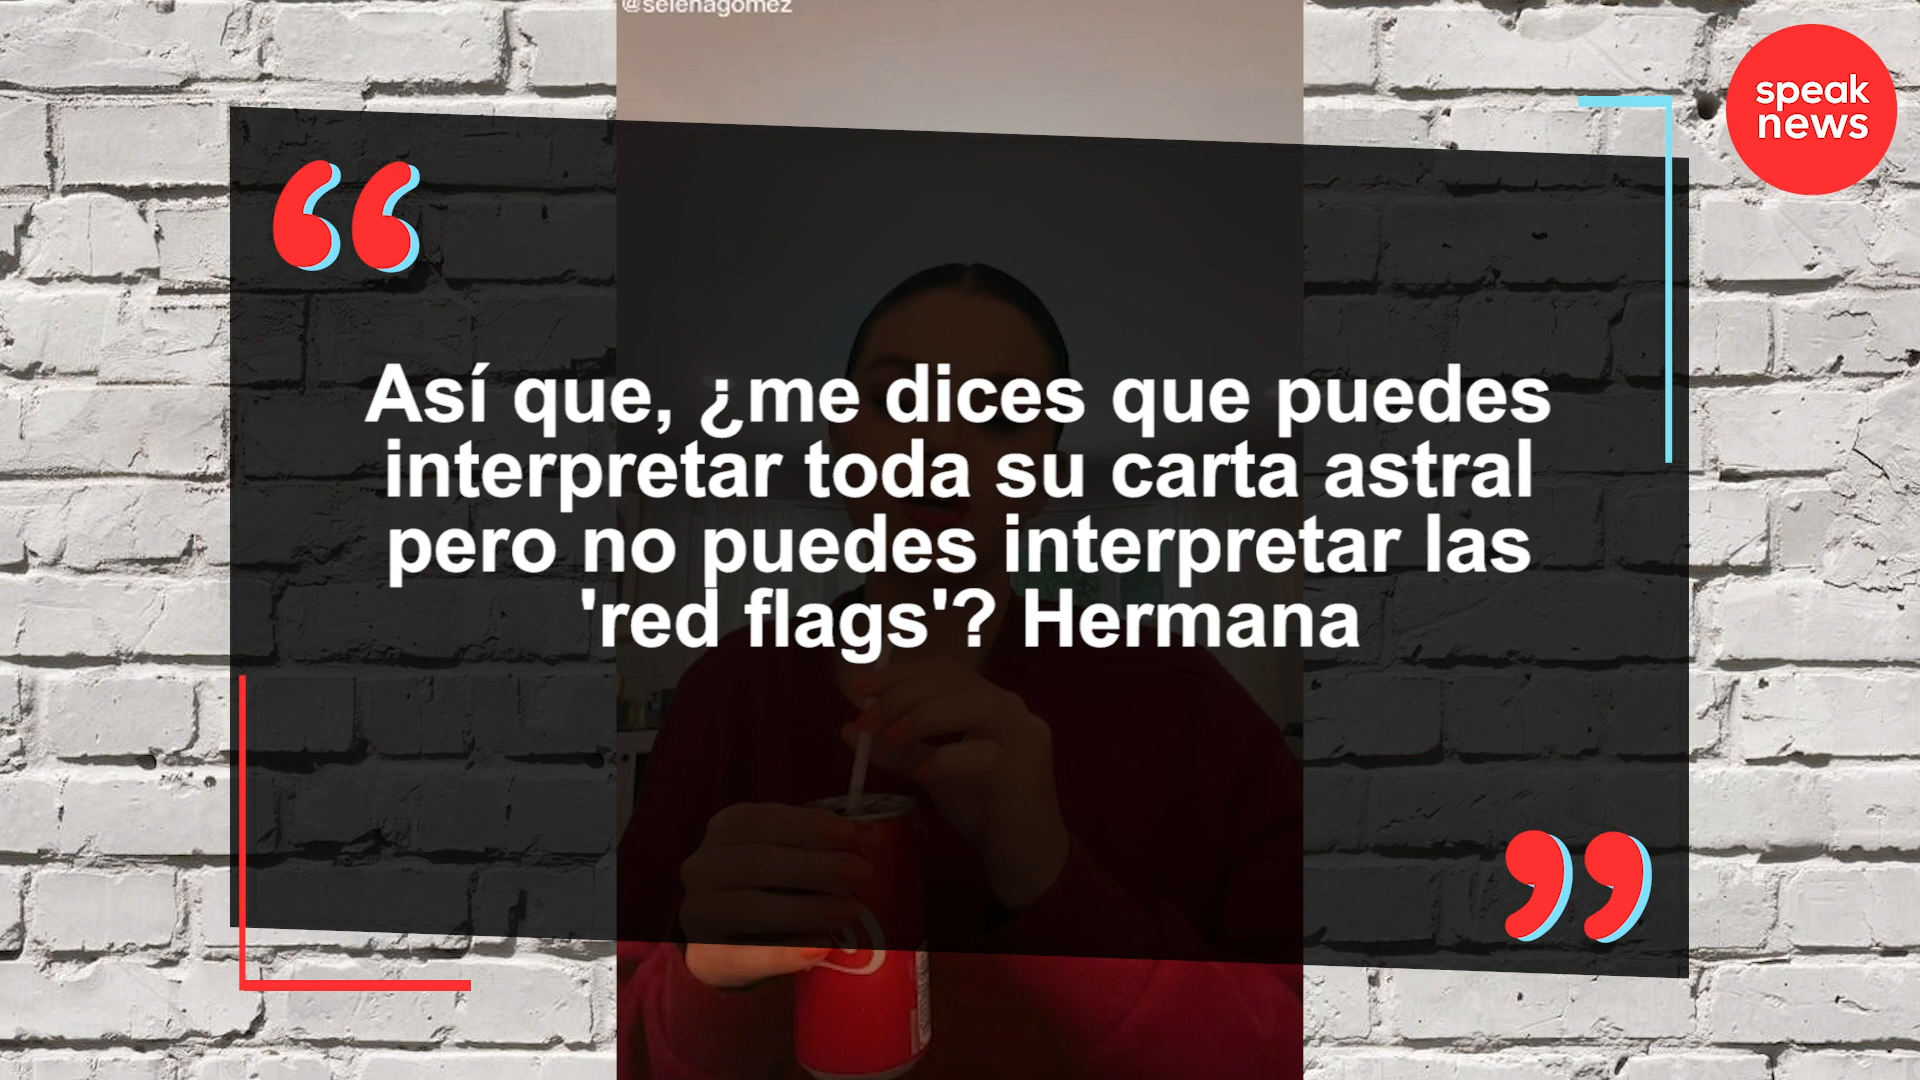 @selenagomez
speak
news
Así que, ¿me dices que puedes
interpretar toda su carta astral
pero no puedes interpretar las
'red flags'? Hermana